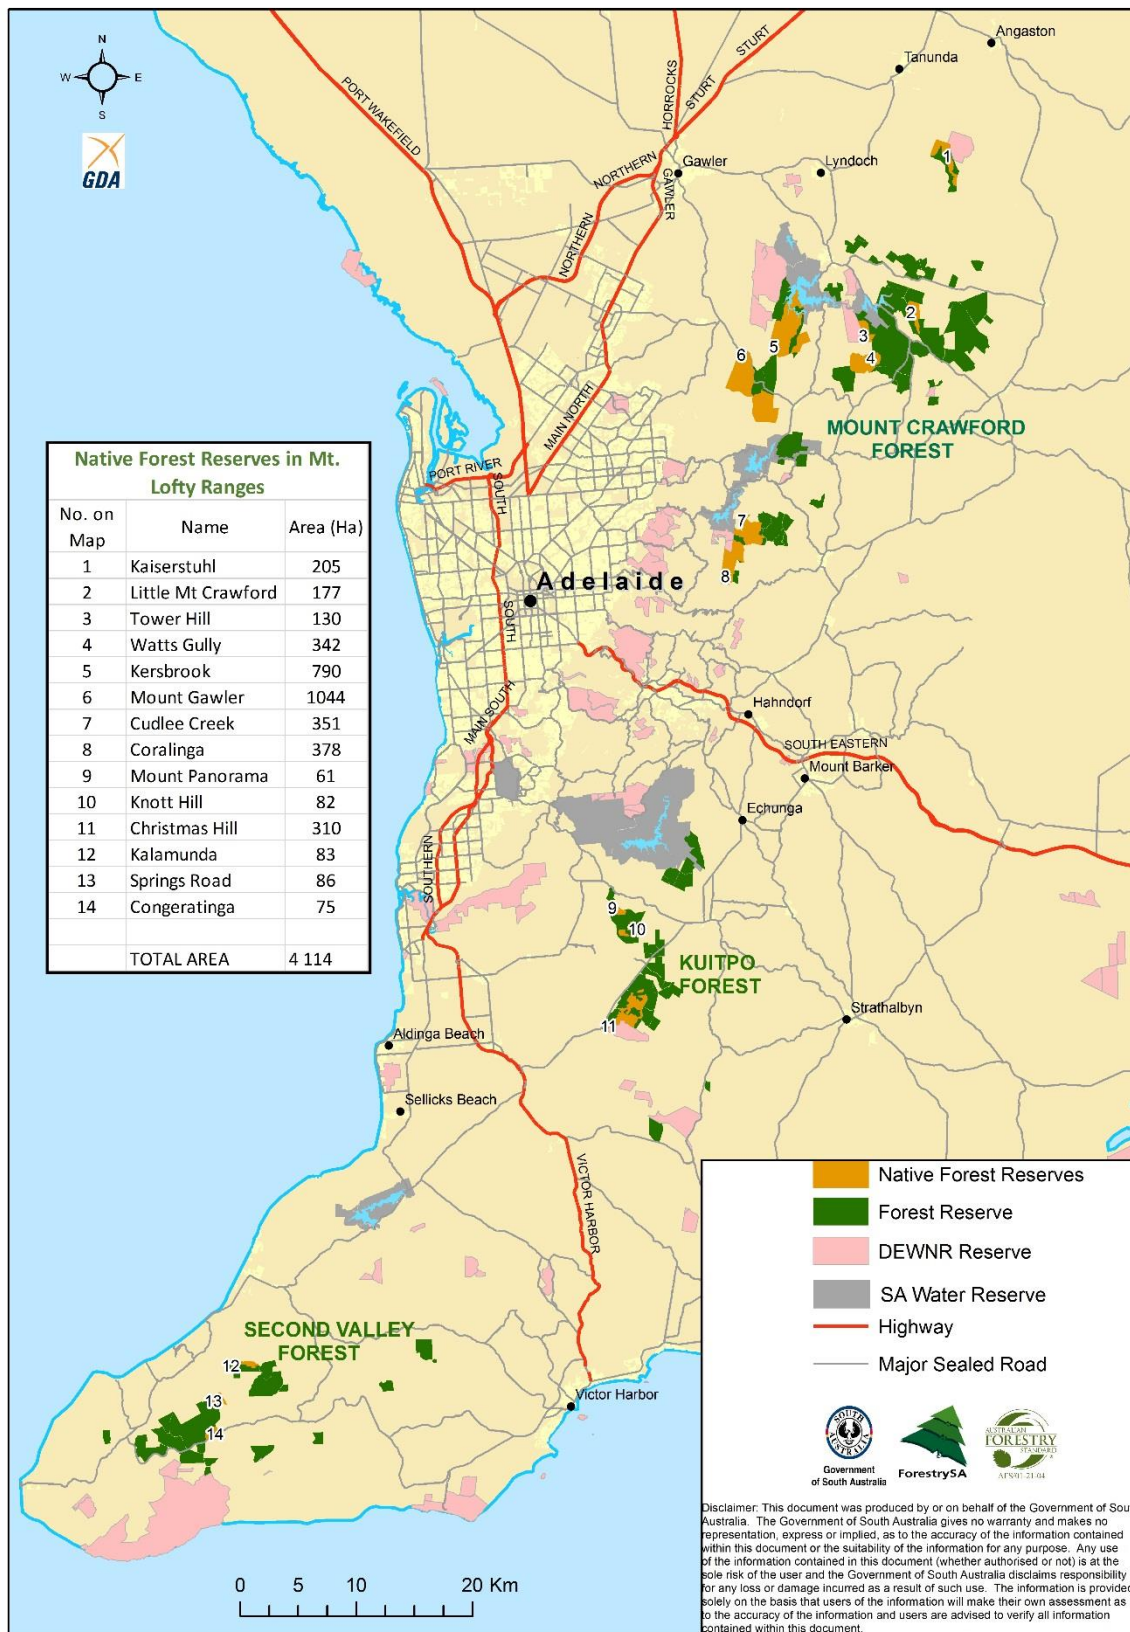 N
W E
S
GDA
PORT WAKEFIELD
HORROCKS
STURT
STURT
Angaston
Tanunda
NORTHERN
Gawler
Lyndoch
GAWLER
NORTHERN
1
2
3
4
5
6
MAIN NORTH
MOUNT CRAWFORD
FOREST
PORT RIVER
SOUTH
7
8
Adelaide
SOUTH
Native Forest Reserves in Mt.
Lofty Ranges
No. on
Map Name Area (Ha)
1 Kaiserstuhl 205
2 Little Mt Crawford 177
3 Tower Hill 130
4 Watts Gully 342
5 Kersbrook 790
6 Mount Gawler 1044
7 Cudlee Creek 351
8 Coralinga 378
9 Mount Panorama 61
10 Knott Hill 82
11 Christmas Hill 310
12 Kalamunda 83
13 Springs Road 86
14 Congeratinga 75
TOTAL AREA 4 114
MAIN SOUTH
Hahndorf
SOUTH EASTERN
Mount Barker
Echunga
SOUTHERN
9
10
KUITPO
FOREST
11
Strathalbyn
Aldinga Beach
Sellicks Beach
VICTOR HARBOR
SECOND VALLEY
FOREST
12
13
14
Victor Harbor
Native Forest Reserves
Forest Reserve
DEWNR Reserve
SA Water Reserve
Highway
Major Sealed Road
SOUTH
AUSTRALIA
Government
of South Australia
ForestrySA
AUSTRALIAN
FORESTRY
STANDARD
AFS/01-21-04
Disclaimer: This document was produced by or on behalf of the Government of Sou
Australia. The Government of South Australia gives no warranty and makes no
representation, express or implied, as to the accuracy of the information contained
within this document or the suitability of the information for any purpose. Any use
of the information contained in this document (whether authorised or not) is at the
sole risk of the user and the Government of South Australia disclaims responsibility
for any loss or damage incurred as a result of such use. The information is provided
solely on the basis that users of the information will make their own assessment as
to the accuracy of the information and users are advised to verify all information
contained within this document.
0 5 10 20 Km